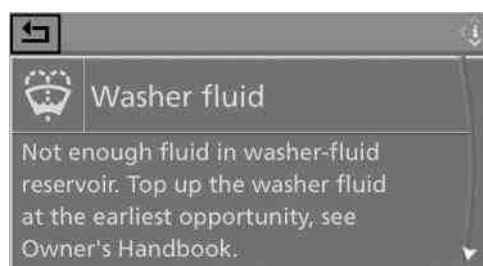 Washer fluid
Not enough fluid in washer-fluid
reservoir. Top up the washer fluid
at the earliest opportunity, see
Owner's Handbook.